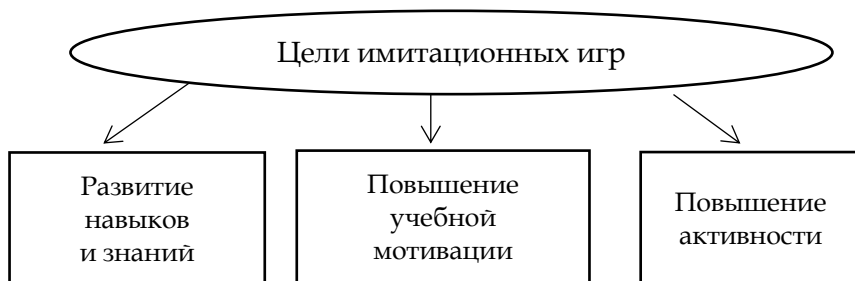 Цели имитационных игр
Развитие
навыков
и знаний
Повышение
учебной
мотивации
Повышение
активности